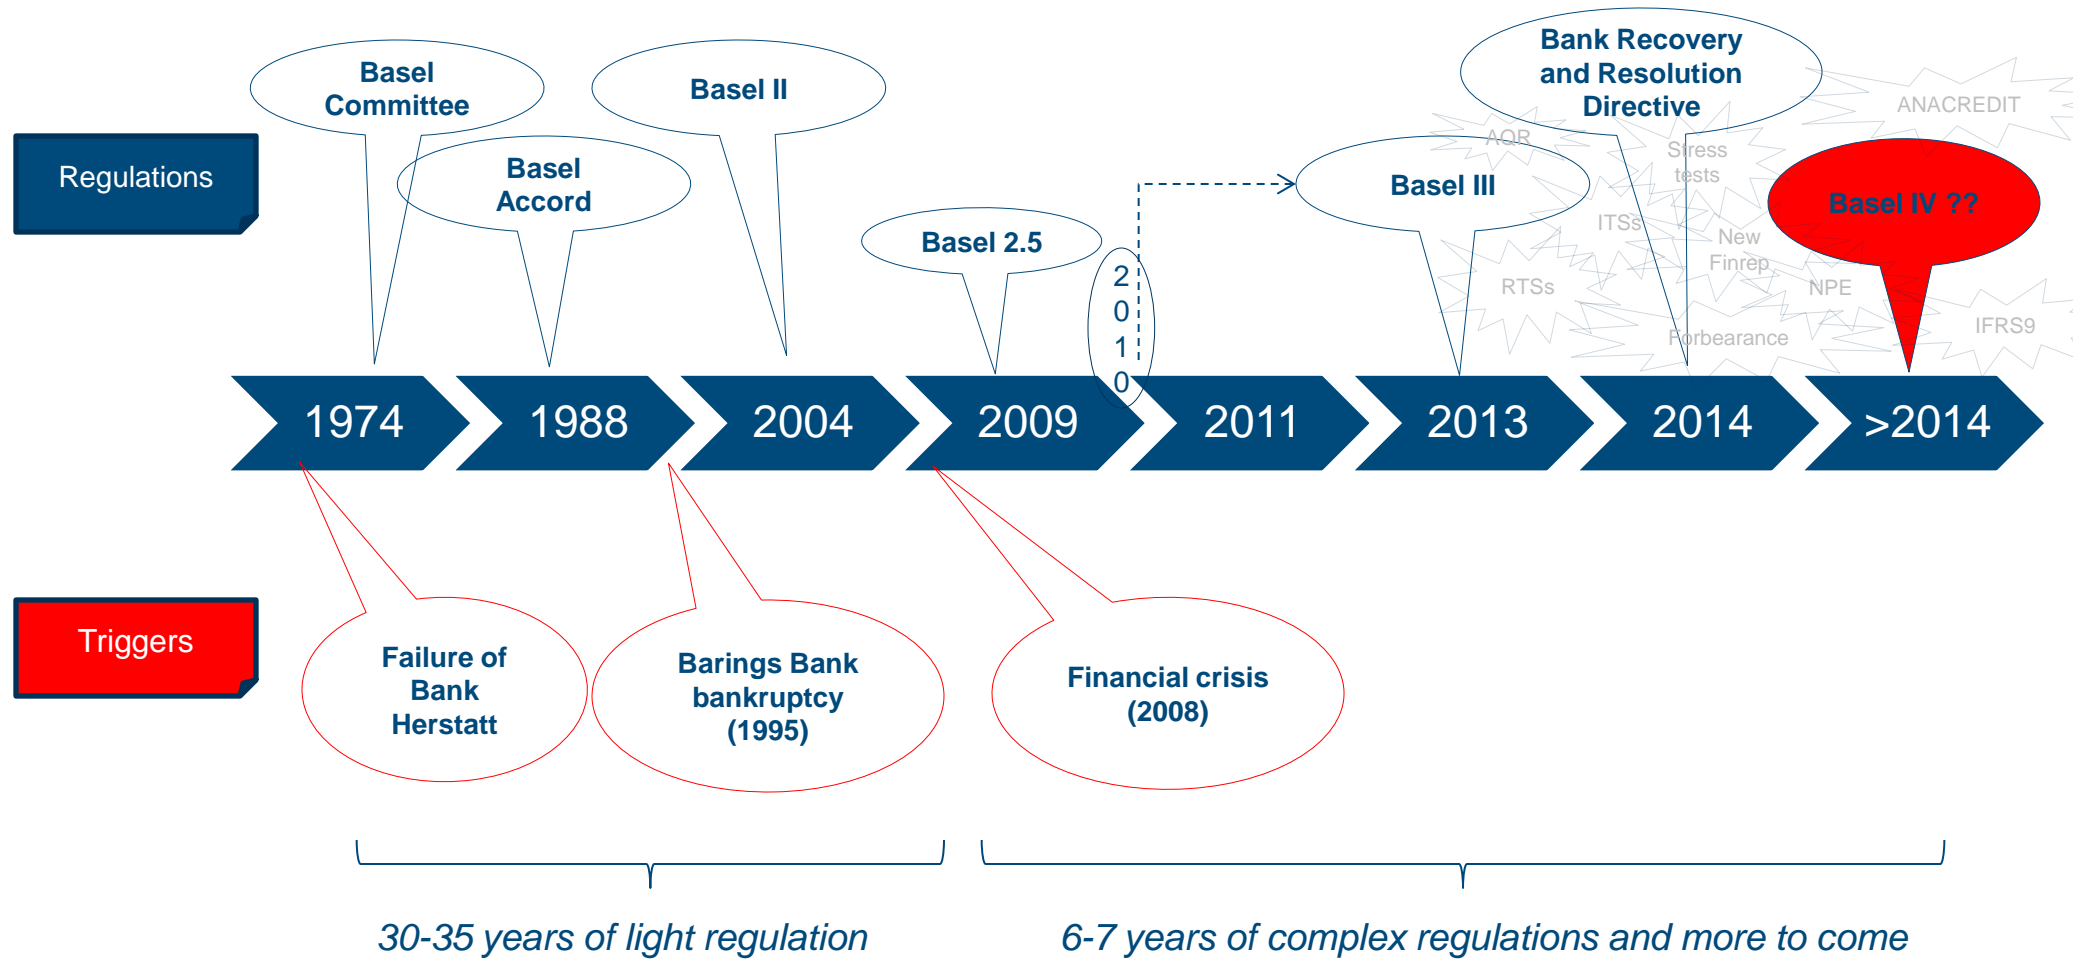 Regulations
Basel
Committee
Basel
Accord
Basel II
Basel 2.5
2
0
1
0
Basel III
Bank Recovery
and Resolution
Directive
AQR
Stress
tests
ANACREDIT
ITSs
New
Finrep
RTSs
NPE
Forbearance
IFRS9
Basel IV ??
1974
1988
2004
2009
2011
2013
2014
>2014
Triggers
Failure of
Bank
Herstatt
Barings Bank
bankruptcy
(1995)
Financial crisis
(2008)
30-35 years of light regulation
6-7 years of complex regulations and more to come